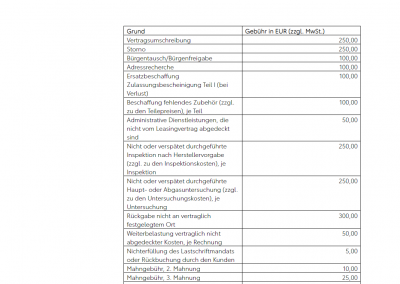 Grund Gebühr in EUR (zzgl. MwSt.)
Vertragsumschreibung 250,00
Storno 250,00
Bürgentausch/Bürgenfreigabe 100,00
Adressrecherche 100,00
Ersatzbeschaffung 100,00
Zulassungsbescheinigung Teil I (bei
Verlust)
Beschaffung fehlendes Zubehör (zzgl. 100,00
zu den Teilepreisen), je Teil
Administrative Dienstleistungen, die 50,00
nicht vom Leasingvertrag abgedeckt
sind
Nicht oder verspätet durchgeführte 250,00
Inspektion nach Herstellervorgabe
(zzgl. zu den Inspektionskosten), je
Inspektion
Nicht oder verspätet durchgeführte 250,00
Haupt- oder Abgasuntersuchung (zzgl.
zu den Untersuchungskosten), je
Untersuchung
Rückgabe nicht an vertraglich 300,00
festgelegtem Ort
Weiterbelastung vertraglich nicht 50,00
abgedeckter Kosten, je Rechnung
Nichterfüllung des Lastschriftmandats 5,00
oder Rückbuchung durch den Kunden
Mahngebühr, 2. Mahnung 10,00
Mahngebühr, 3. Mahnung 25,00